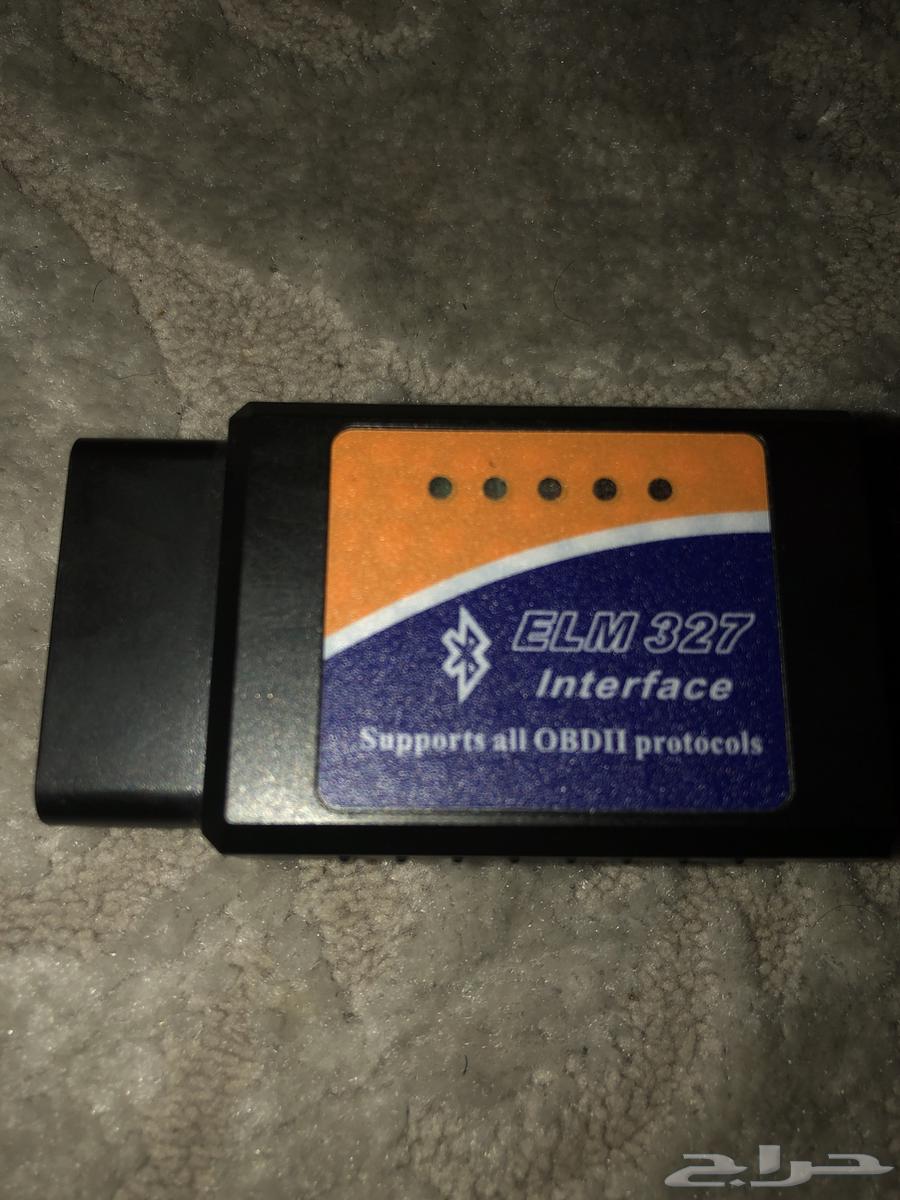 ELM 327
Interface
Supports all OBDII protocols
حراج